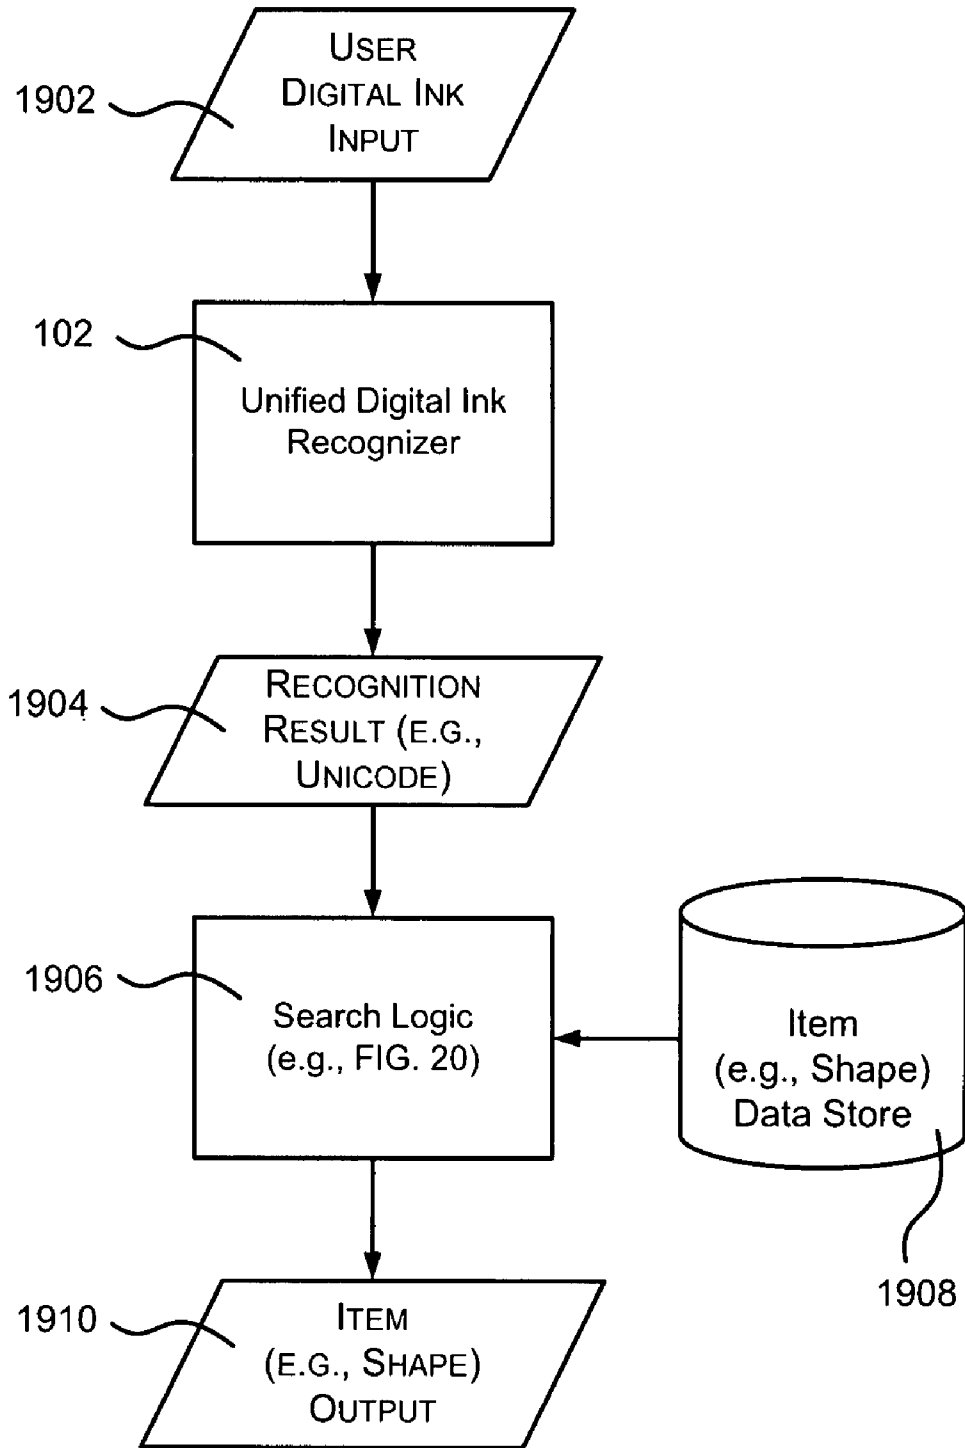 USER
DIGITAL INK
INPUT
1902
102
Unified Digital Ink
Recognizer
RECOGNITION
RESULT (E.G.,
UNICODE)
1904
1906
Search Logic
(e.g., FIG. 20)
Item
(e.g., Shape)
Data Store
1908
1910
ITEM
(E.G., SHAPE)
OUTPUT